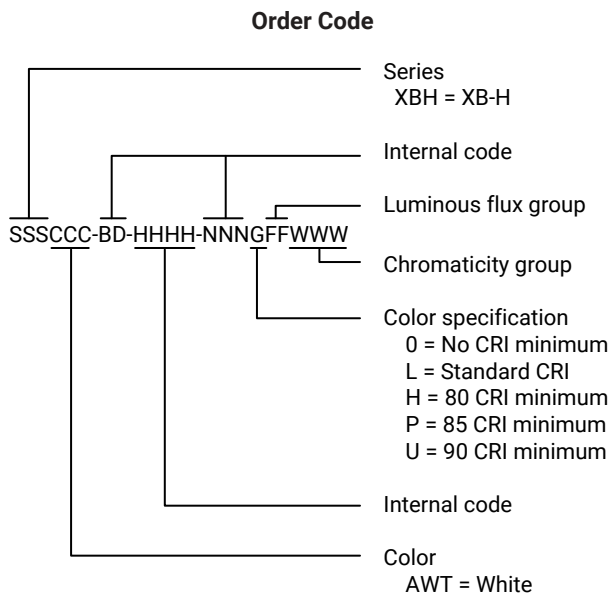 Order Code
Series
XBH = XB-H
Internal code
Luminous flux group
SSSCCC-BD-HHHH-NNNGFFWWW
Chromaticity group
Color specification
0 = No CRI minimum
L = Standard CRI
H = 80 CRI minimum
P = 85 CRI minimum
U = 90 CRI minimum
Internal code
Color
AWT = White